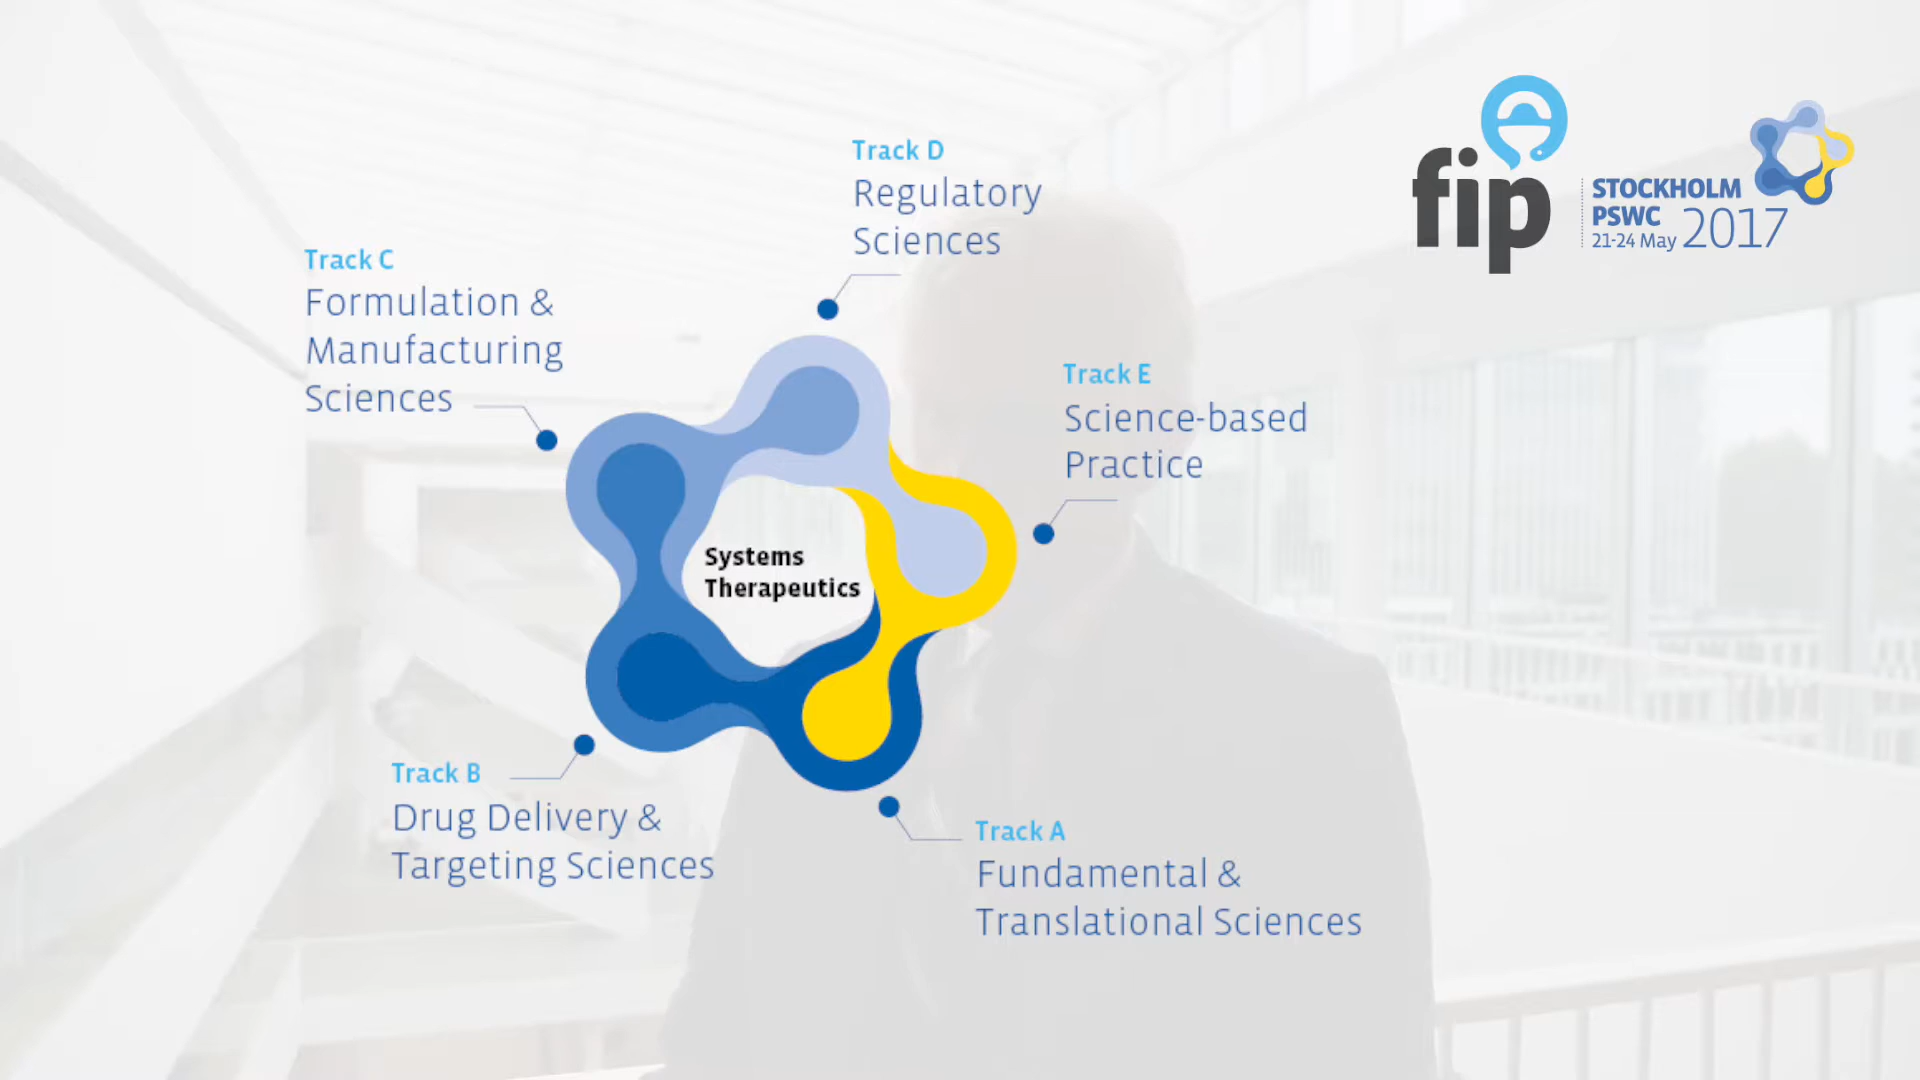 Track D
Regulatory
Sciences
fip
STOCKHOLM
PSWC
21-24 May 2017
Track C
Formulation &
Manufacturing
Sciences
Track E
Science-based
Practice
Systems
Therapeutics
Track B
Drug Delivery &
Targeting Sciences
Track A
Fundamental &
Translational Sciences